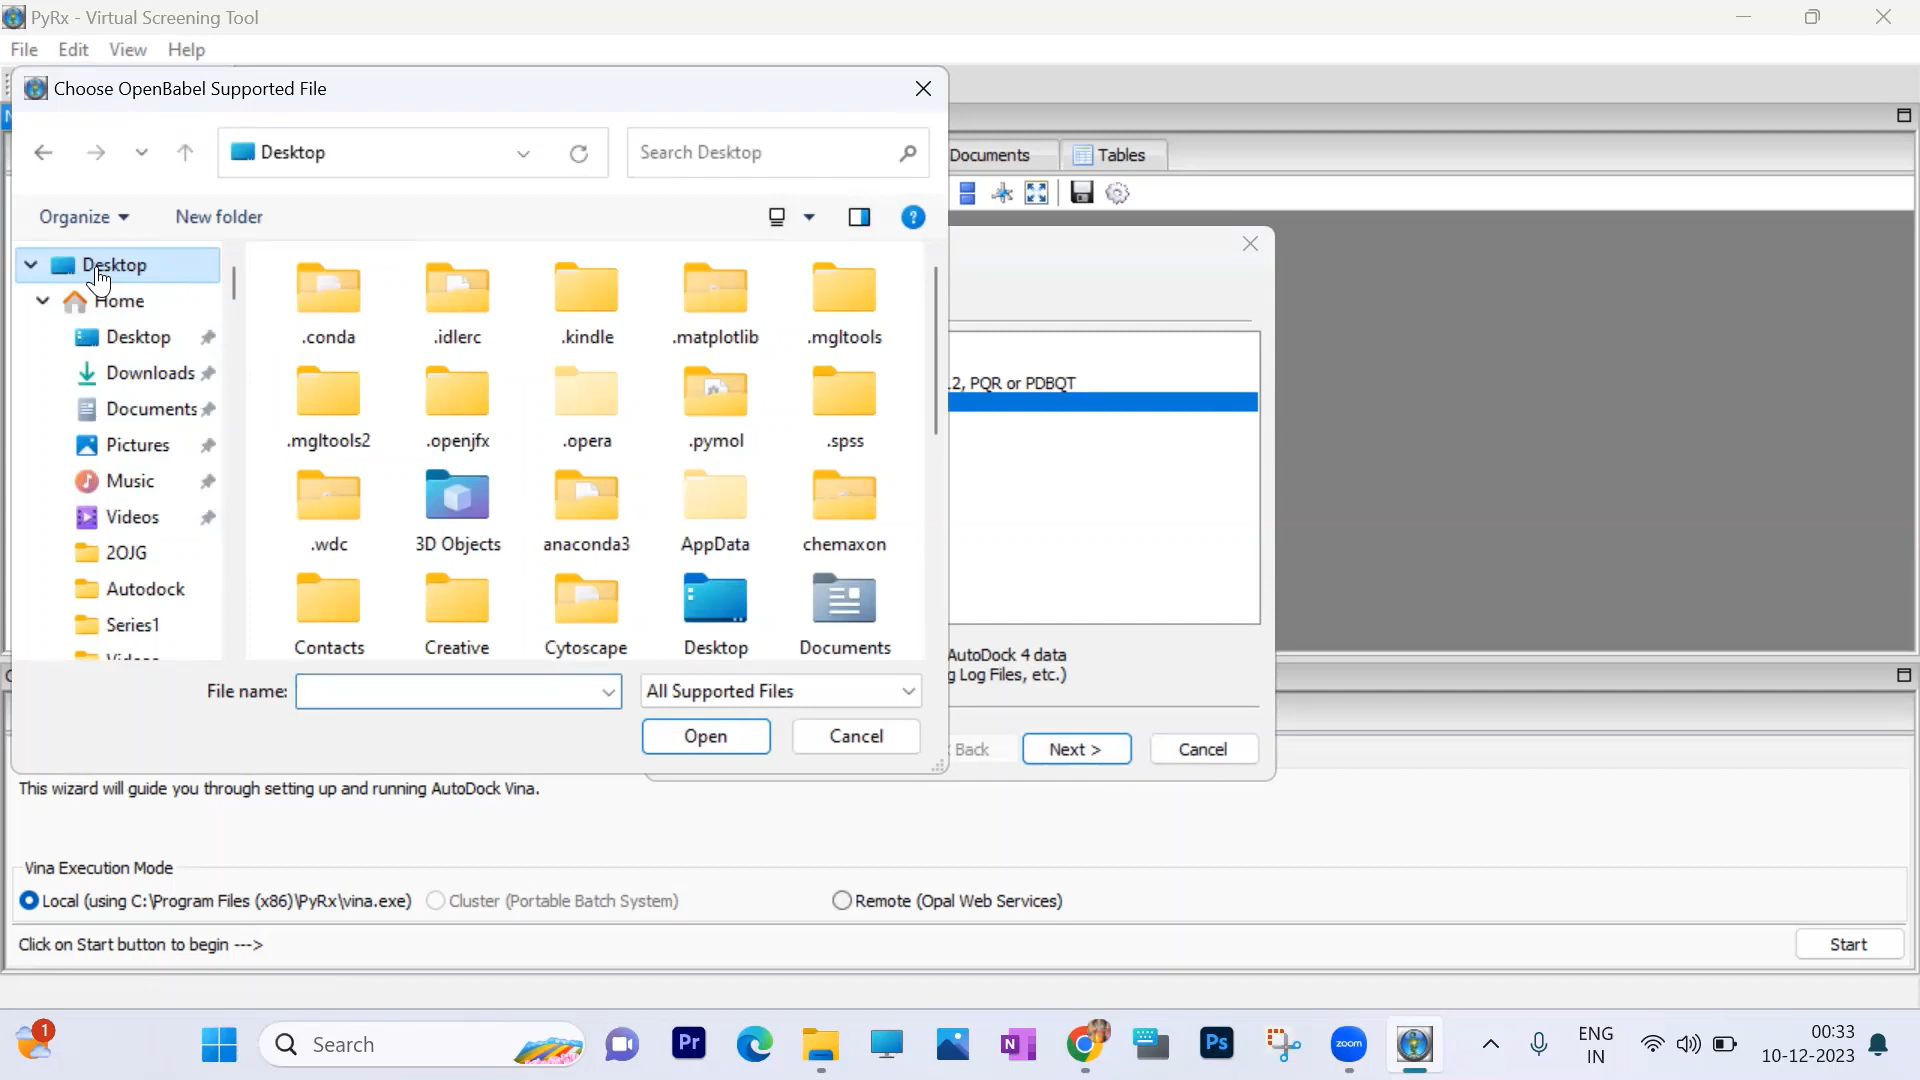 PyRx - Virtual Screening Tool
File Edit View Help
Choose OpenBabel Supported File
Desktop
Search Desktop
Documents Tables
Organize New folder
Desktop
Home
Desktop
Downloads
Documents
Pictures
Music
Videos
2OJG
Autodock
Series1
.conda .idlerc .kindle .matplotlib .mgltools
.mgltools2 .openjfx .opera .pymol .spss
.wdc 3D Objects anaconda3 AppData chemaxon
Contacts Creative Cytoscape Desktop Documents
File name: All Supported Files
Open Cancel
2, PQR or PDBQT
AutoDock 4 data
g Log Files, etc.)
Back Next > Cancel
This wizard will guide you through setting up and running AutoDock Vina.
Vina Execution Mode
Local (using C:\Program Files (x86)\PyRx\vina.exe) Cluster (Portable Batch System) Remote (Opal Web Services)
Click on Start button to begin --->
Start
1
Search
Pr
N
Ps
zoom
ENG
IN
00:33
10-12-2023